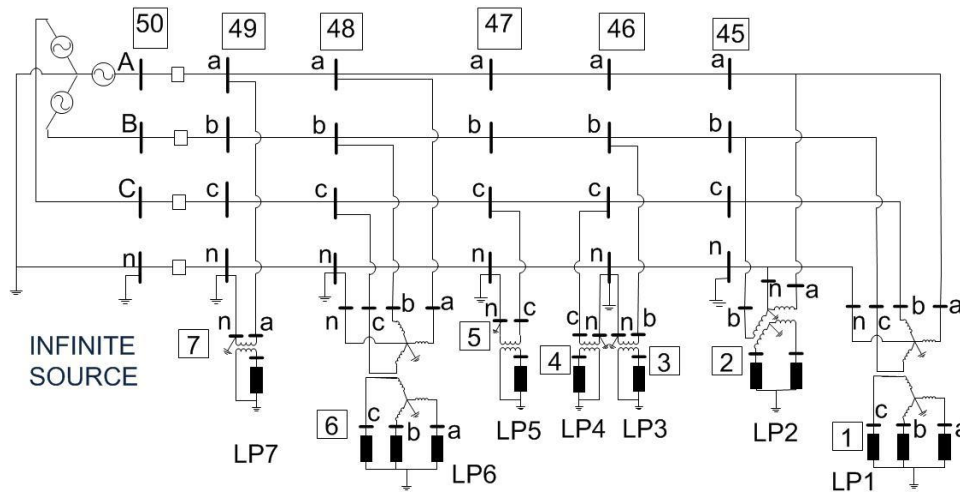 50 49 48 47 46 45
A a a a a a
B b b b b b
C c c c c c
n n n n n n
n a
n c b a
n c
c n n b
b n a
n c b a
INFINITE
SOURCE
7 5 4 3 2
6 c b a
1 c b a
LP7 LP6 LP5 LP4 LP3 LP2 LP1